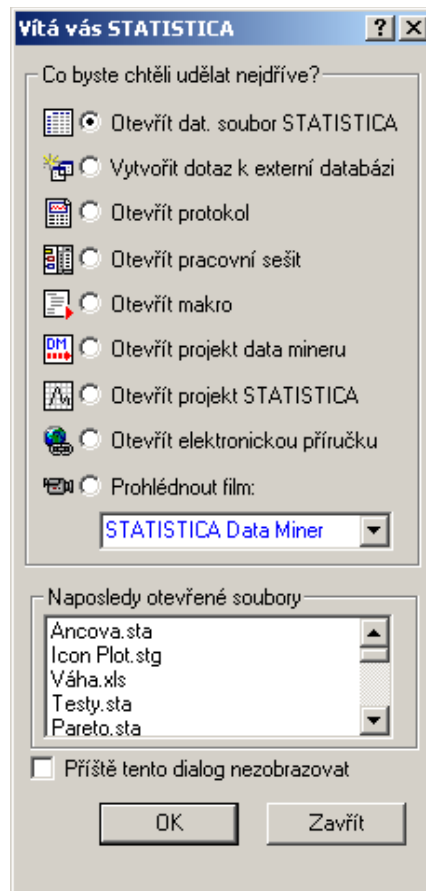 Vítá vás STATISTICA
Co byste chtěli udělat nejdříve?
Otevřít dat. soubor STATISTICA
Vytvořit dotaz k externí databázi
Otevřít protokol
Otevřít pracovní sešit
Otevřít makro
DM
Otevřít projekt data mineru
Otevřít projekt STATISTICA
Otevřít elektronickou příručku
Prohlédnout film:
STATISTICA Data Miner
Naposledy otevřené soubory
Ancova.sta
Icon Plot.stg
Váha.xls
Testy.sta
Pareto.sta
Příště tento dialog nezobrazovat
OK
Zavřít